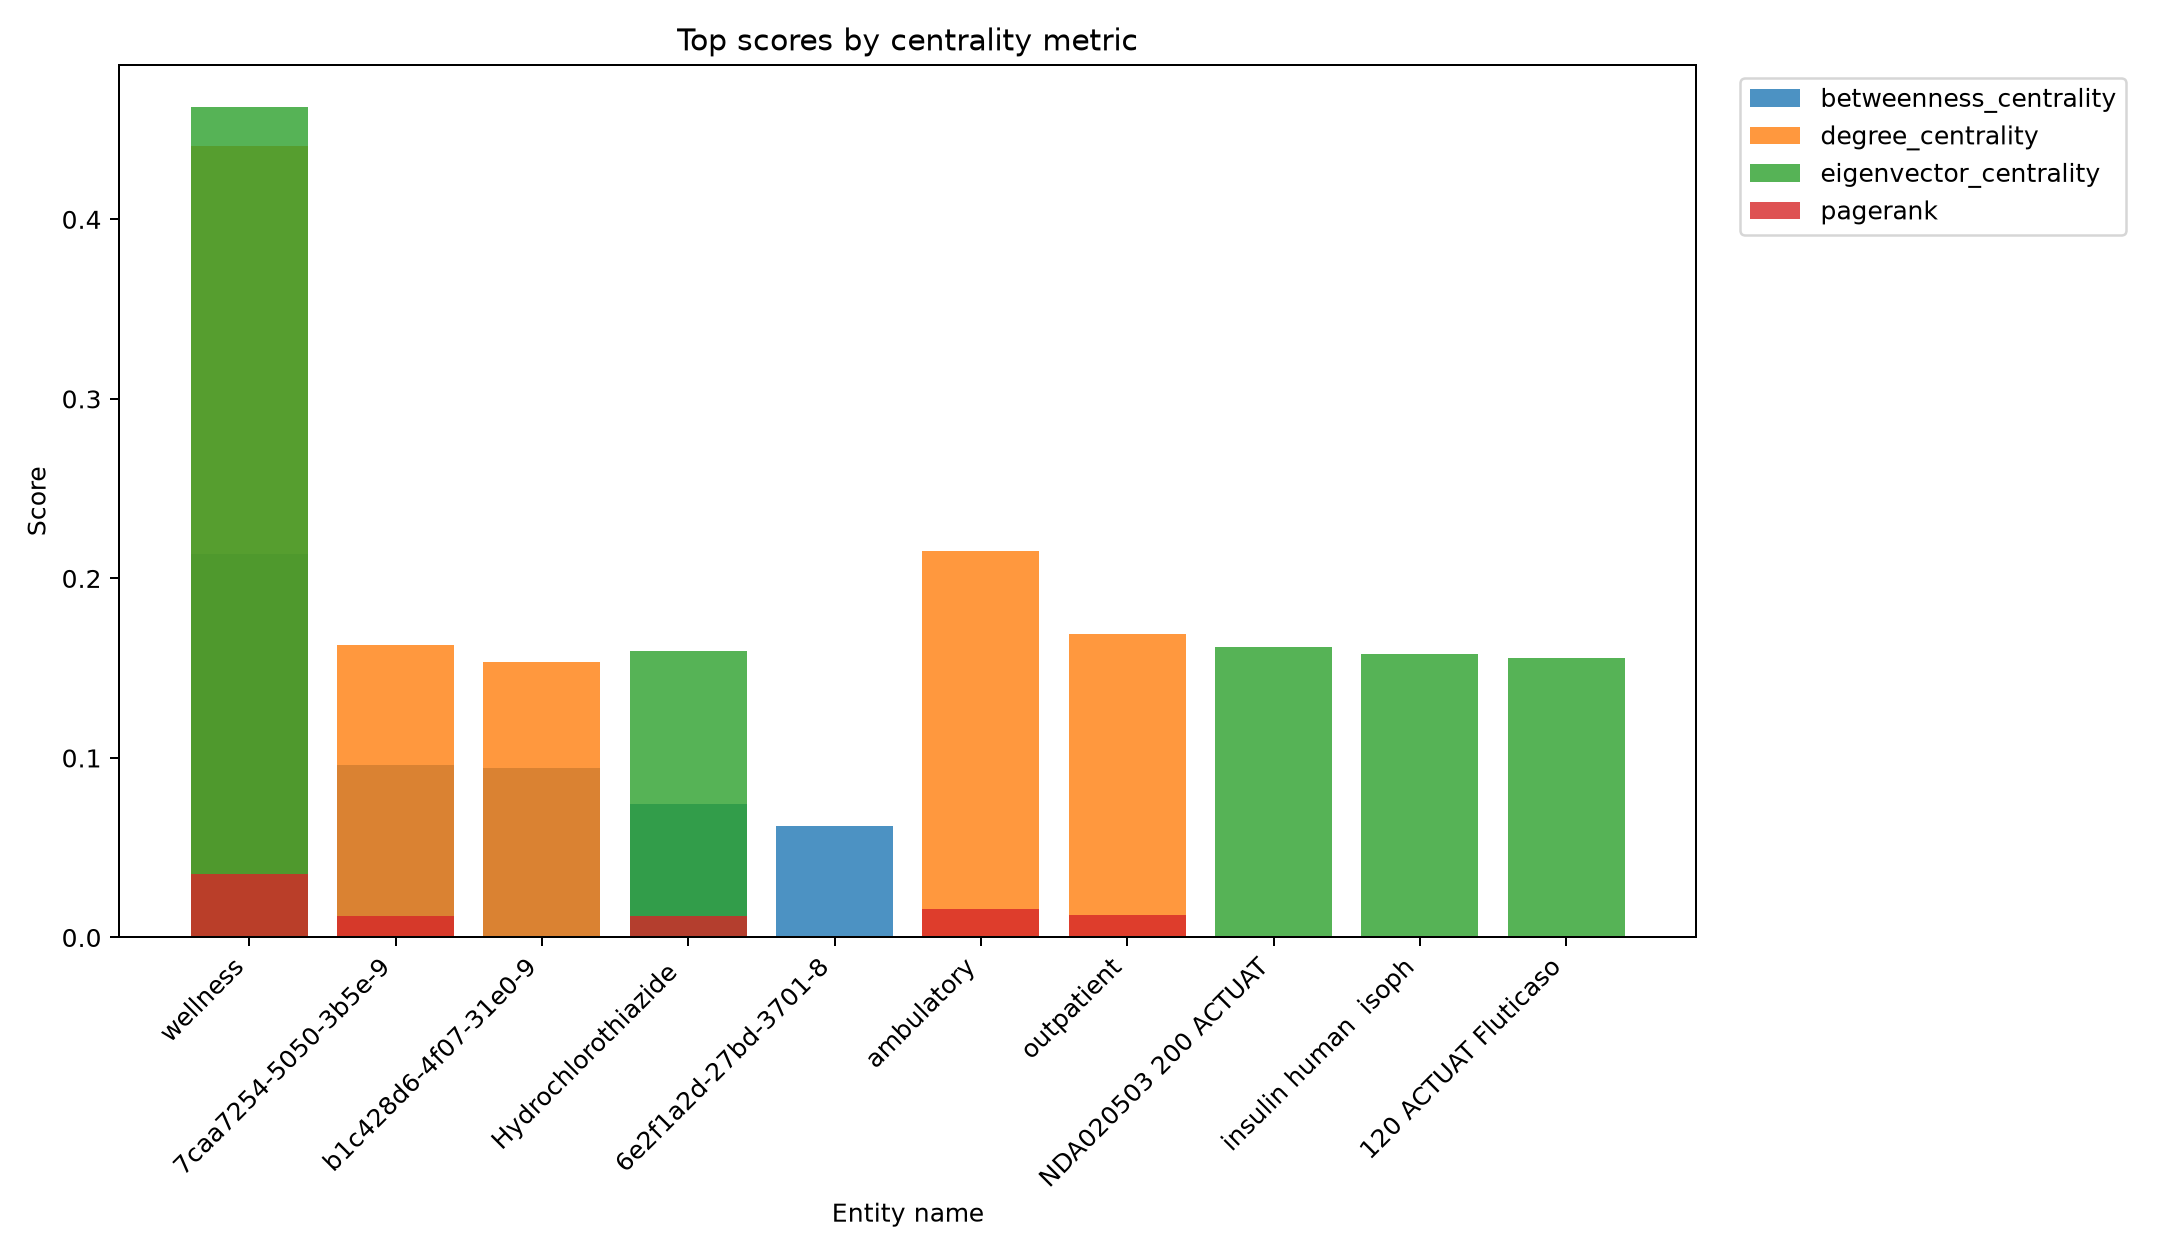 Top scores by centrality metric
betweenness_centrality
degree_centrality
eigenvector_centrality
pagerank
Score
0.4
0.3
0.2
0.1
0.0
wellness
7caa7254-5050-3b5e-9
b1c428d6-4f07-31e0-9
Hydrochlorothiazide
6e2f1a2d-27bd-3701-8
ambulatory
outpatient
NDA020503 200 ACTUAT
insulin human  isoph
120 ACTUAT Fluticaso
Entity name